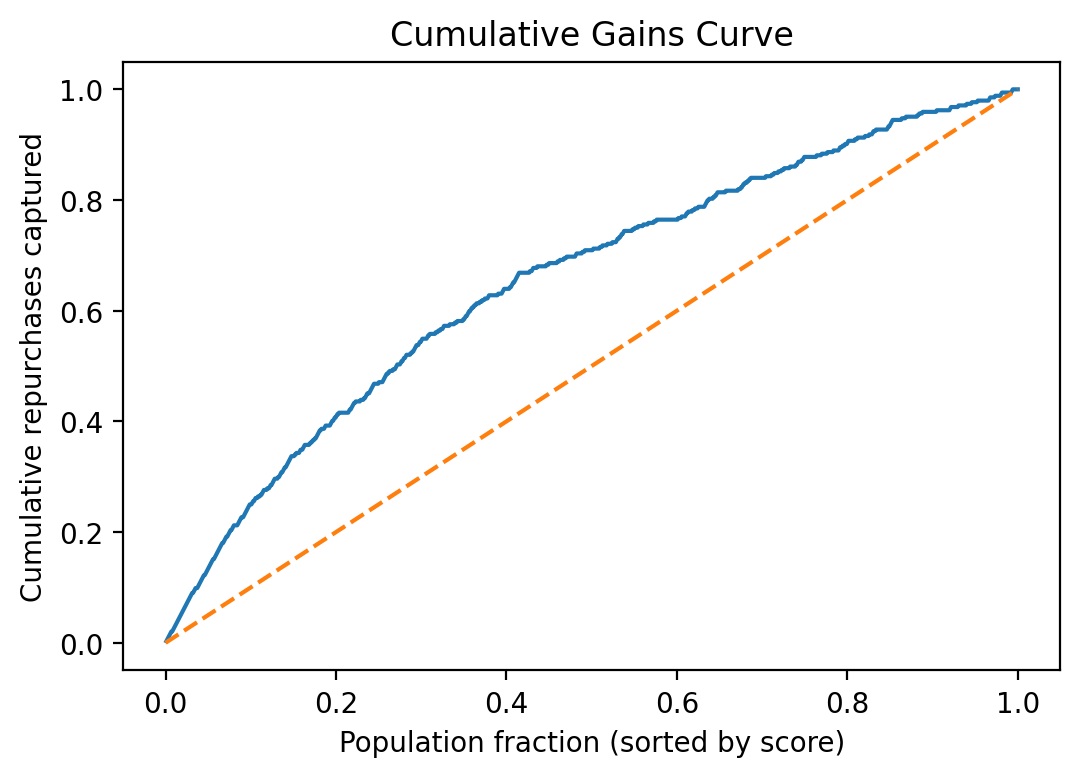 Cumulative Gains Curve
Cumulative repurchases captured
1.0
0.8
0.6
0.4
0.2
0.0
0.0 0.2 0.4 0.6 0.8 1.0
Population fraction (sorted by score)